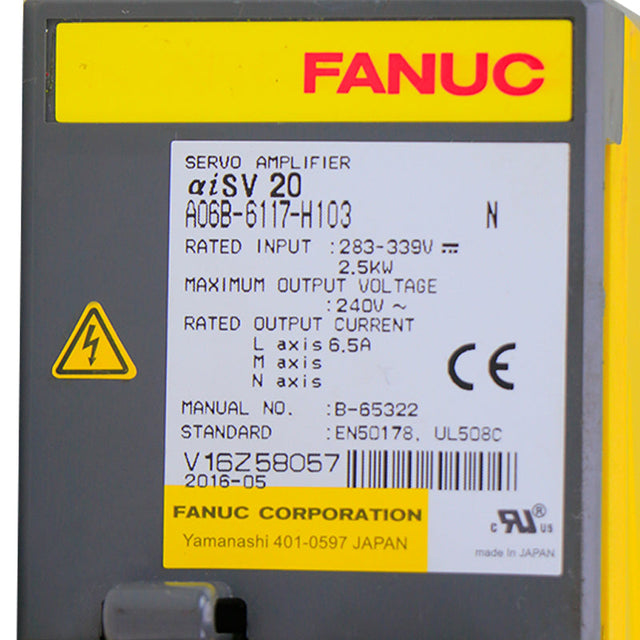 FANUC
SERVO AMPLIFIER
αiSV 20
A06B-6117-H103 N
RATED INPUT :283-339V ⎓
2.5KW
MAXIMUM OUTPUT VOLTAGE
:240V ~
RATED OUTPUT CURRENT
L axis 6.5A
M axis
N axis
CE
MANUAL NO. :B-65322
STANDARD :EN50178, UL508C
V16Z58057
2016-05
FANUC CORPORATION
Yamanashi 401-0597 JAPAN
c RU ® US
made In JAPAN